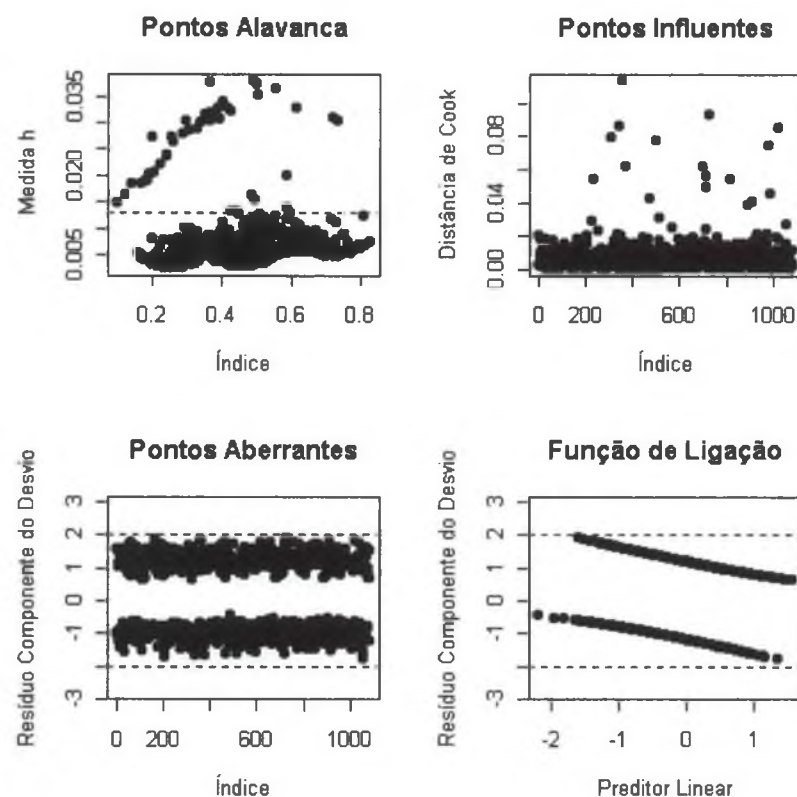 Pontos Alavanca
Medida h
0.005 0.020 0.035
0.2 0.4 0.6 0.8
Índice
Pontos Influentes
Distância de Cook
0.00 0.04 0.08
0 200 600 1000
Índice
Pontos Aberrantes
Resíduo Componente do Desvio
-3 -1 0 1 2 3
0 200 600 1000
Índice
Função de Ligação
Resíduo Componente do Desvio
-3 -1 0 1 2 3
-2 -1 0 1
Preditor Linear